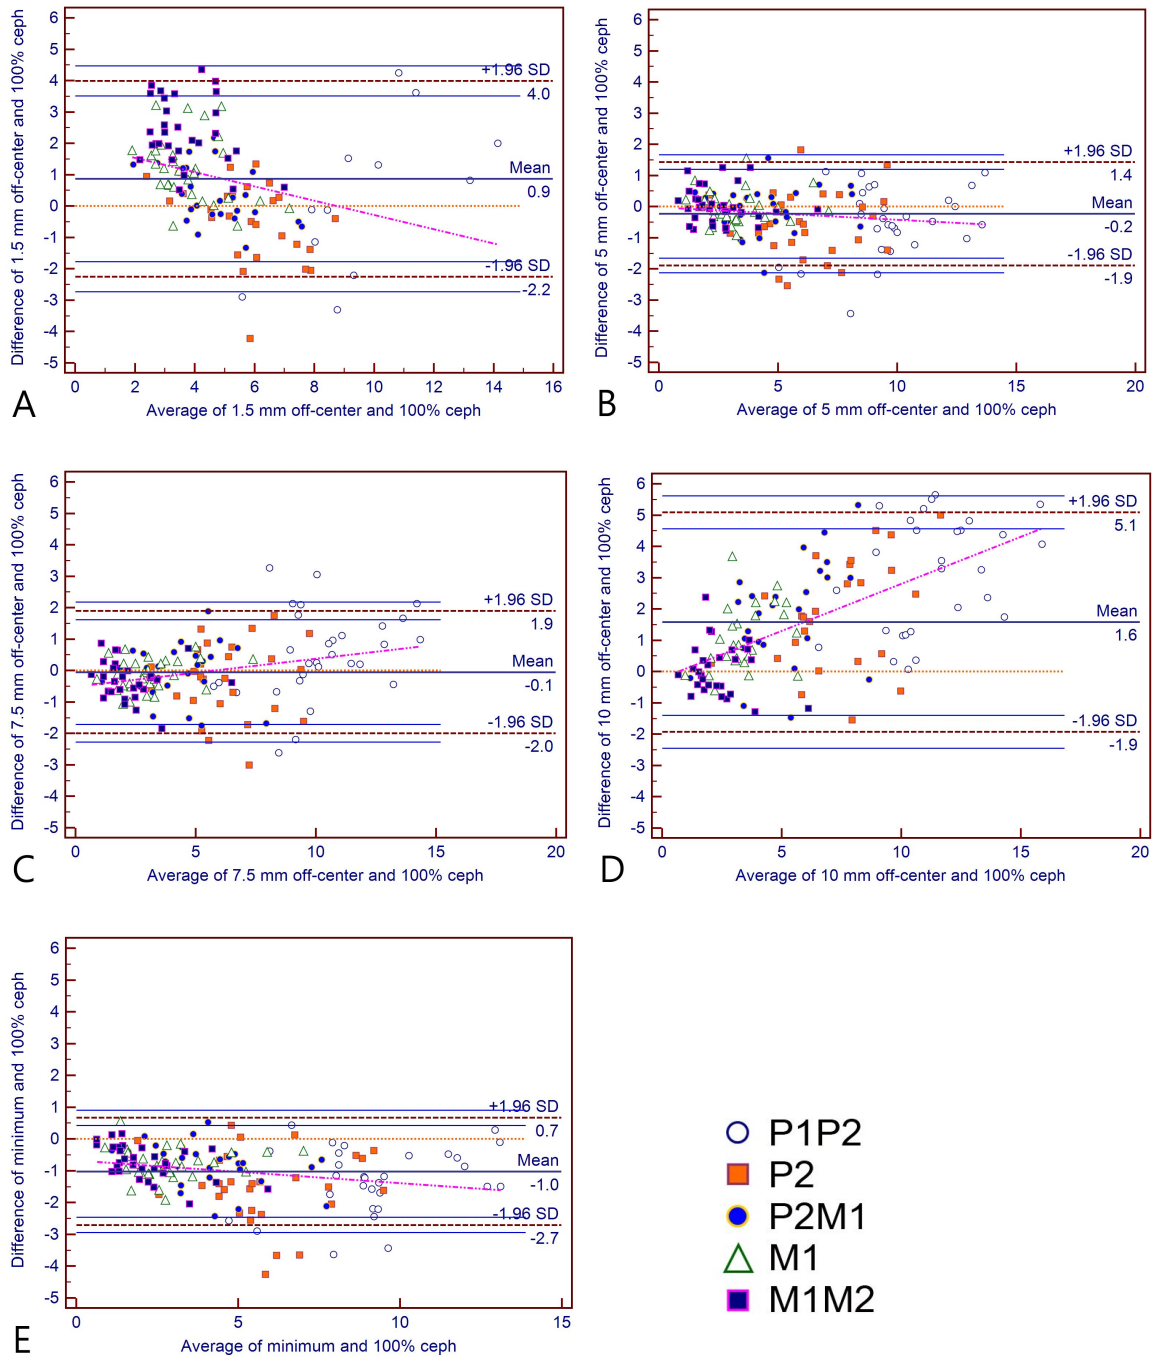 Difference of 1.5 mm off-center and 100% ceph
6
5
4
3
2
1
0
-1
-2
-3
-4
-5
+1.96 SD
4.0
Mean
0.9
-1.96 SD
-2.2
0 2 4 6 8 10 12 14 16
Average of 1.5 mm off-center and 100% ceph
A
Difference of 5 mm off-center and 100% ceph
6
5
4
3
2
1
0
-1
-2
-3
-4
-5
+1.96 SD
1.4
Mean
-0.2
-1.96 SD
-1.9
0 5 10 15 20
Average of 5 mm off-center and 100% ceph
B
Difference of 7.5 mm off-center and 100% ceph
6
5
4
3
2
1
0
-1
-2
-3
-4
-5
+1.96 SD
1.9
Mean
-0.1
-1.96 SD
-2.0
0 5 10 15 20
Average of 7.5 mm off-center and 100% ceph
C
Difference of 10 mm off-center and 100% ceph
6
5
4
3
2
1
0
-1
-2
-3
-4
-5
+1.96 SD
5.1
Mean
1.6
-1.96 SD
-1.9
0 5 10 15 20
Average of 10 mm off-center and 100% ceph
D
Difference of minimum and 100% ceph
6
5
4
3
2
1
0
-1
-2
-3
-4
-5
+1.96 SD
0.7
Mean
-1.0
-1.96 SD
-2.7
0 5 10 15
Average of minimum and 100% ceph
E
P1P2
P2
P2M1
M1
M1M2